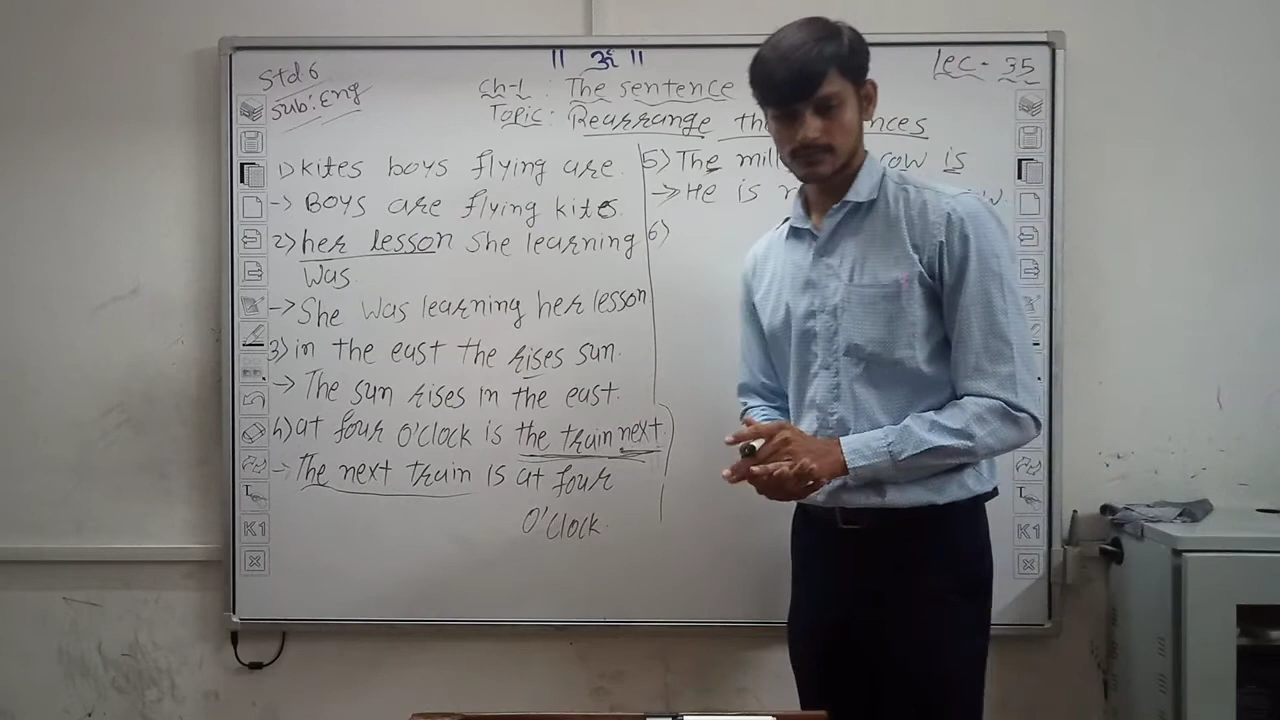 || ॐ ||
Std 6
Sub: Eng
Lec - 35
Ch-1 : The sentence
Topic: Rearrange
1) kites boys flying are.
-> Boys are flying kites.
2) her lesson she learning
was.
-> She was learning her lesson
3) in the east the rises sun.
-> The sun rises in the east.
4) at four o'clock is the train next.
-> The next train is at four
o'clock.
5) The is
-> He is
6)
T
K1
T
K1